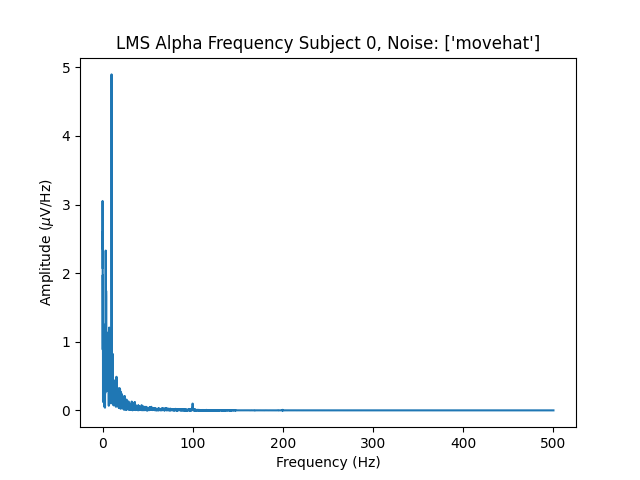 LMS Alpha Frequency Subject 0, Noise: ['movehat']
5
4
3
2
1
0
Amplitude (µV/Hz)
0 100 200 300 400 500
Frequency (Hz)